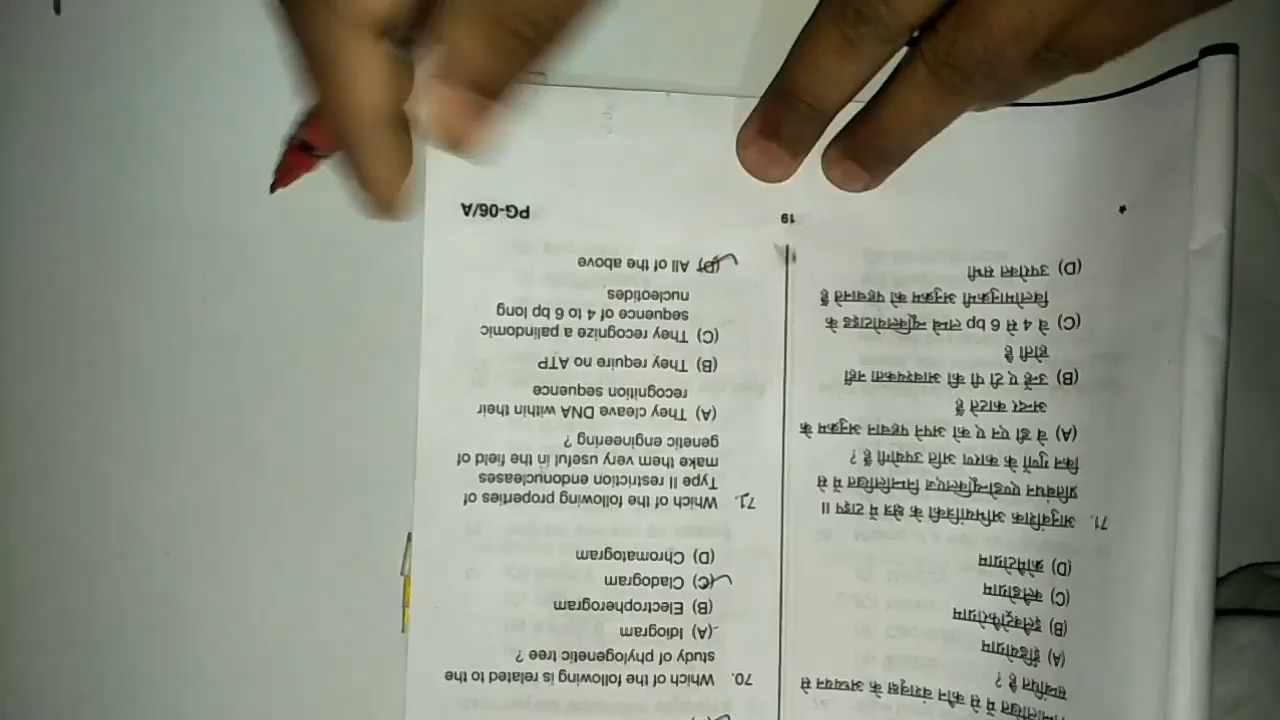 निम्नलिखित में से कौन वंशवृक्ष के अध्ययन से
सम्बंधित है ?
(A) इडियोग्राम
(B) इलैक्ट्रोफैरोग्राम
(C) क्लैडोग्राम
(D) क्रौमैटोग्राम
71. आनुवंशिक अभियांत्रिकी के क्षेत्र में टाइप II
प्रतिबंधन एण्डोन्यूक्लिएज निम्नलिखित में से
किन गुणों के कारण अति उपयोगी हैं ?
(A) वे डी एन ए को अपने पहचान अनुक्रम के
अन्दर काटते हैं
(B) उन्हें ए टी पी की आवश्यकता नहीं
होती है
(C) वे 4 से 6 bp लम्बे न्यूक्लियोटाइड के
विलोमानुक्रमी अनुक्रम को पहचानते हैं
(D) उपरोक्त सभी
70. Which of the following is related to the
study of phylogenetic tree ?
(A) Idiogram
(B) Electropherogram
(C) Cladogram
(D) Chromatogram
71. Which of the following properties of
Type II restriction endonucleases
make them very useful in the field of
genetic engineering ?
(A) They cleave DNA within their
recognition sequence
(B) They require no ATP
(C) They recognize a palindomic
sequence of 4 to 6 bp long
nucleotides
(D) All of the above
* 19 PG-06/A